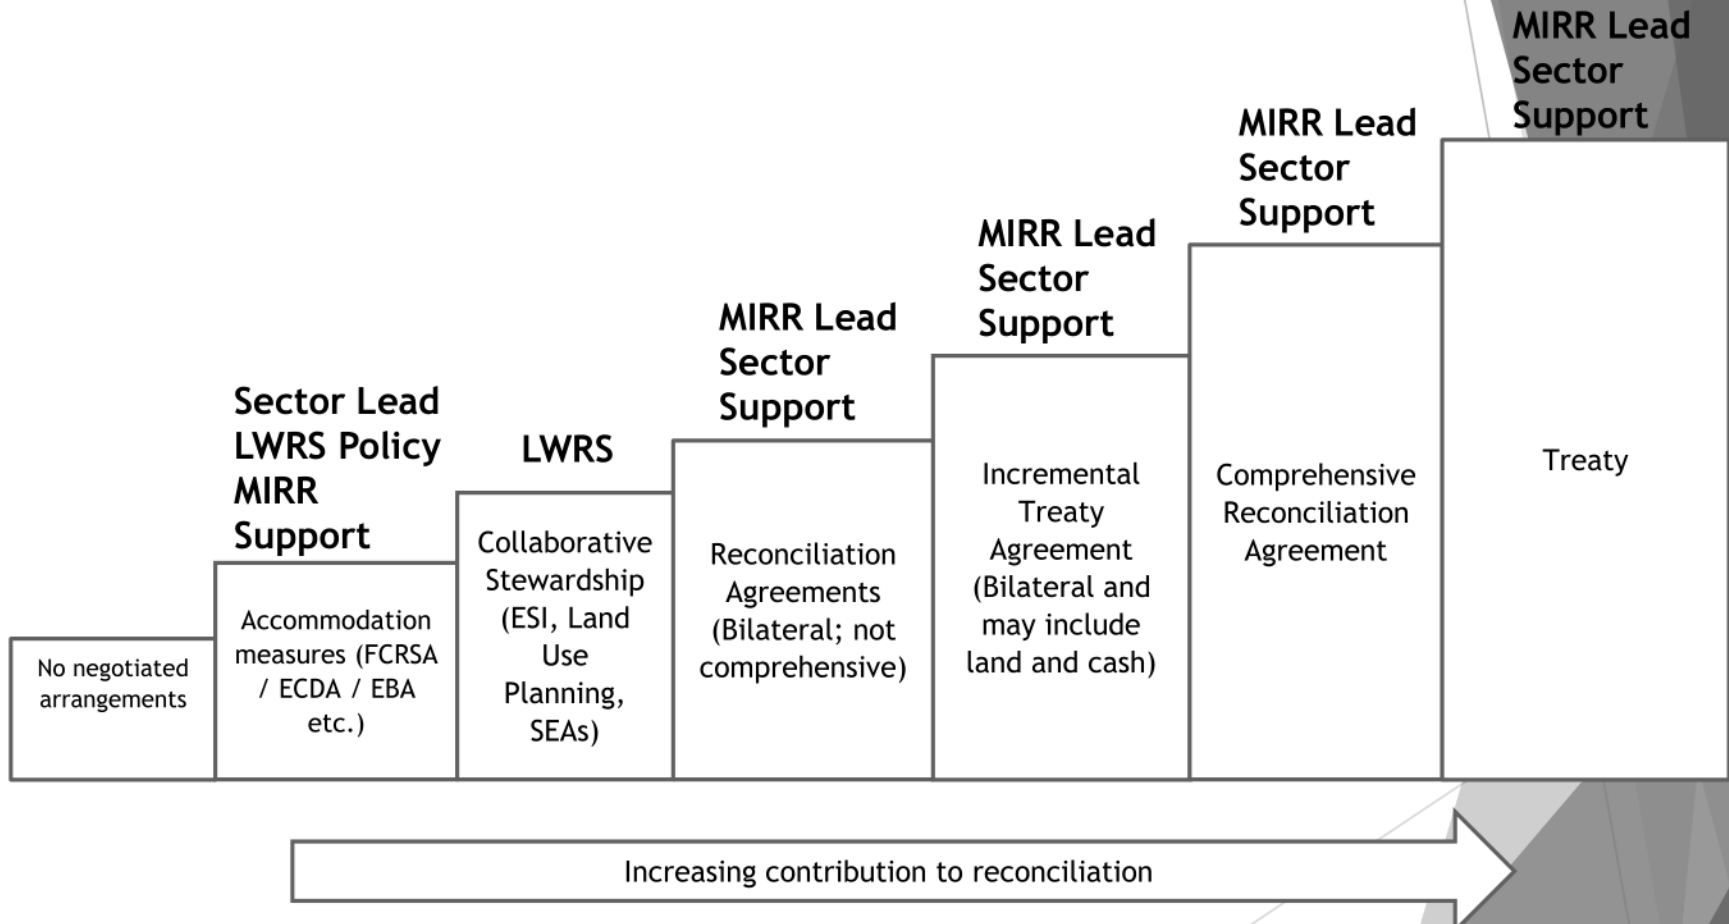 No negotiated
arrangements
Sector Lead
LWRS Policy
MIRR
Support
Accommodation
measures (FCRSA
/ ECDA / EBA
etc.)
LWRS
Collaborative
Stewardship
(ESI, Land
Use
Planning,
SEAs)
MIRR Lead
Sector
Support
Reconciliation
Agreements
(Bilateral; not
comprehensive)
MIRR Lead
Sector
Support
Incremental
Treaty
Agreement
(Bilateral and
may include
land and cash)
MIRR Lead
Sector
Support
Comprehensive
Reconciliation
Agreement
MIRR Lead
Sector
Support
Treaty
Increasing contribution to reconciliation